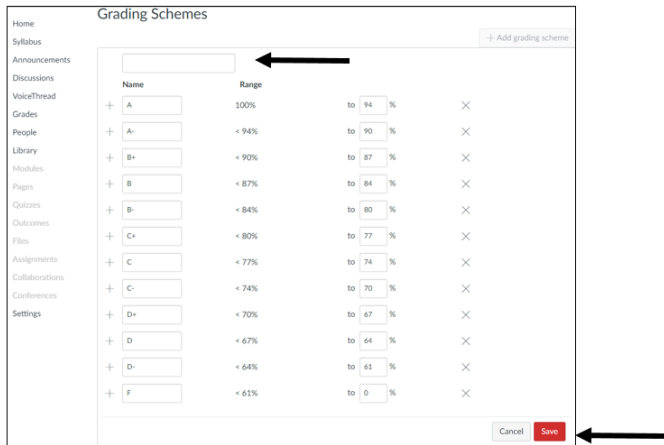 Grading Schemes
Home
Syllabus
Announcements
Discussions
VoiceThread
Grades
People
Library
Modules
Pages
Quizzes
Outcomes
Files
Assignments
Collaborations
Conferences
Settings
+ Add grading scheme
Name Range
+ A 100% to 94 % ×
+ A- < 94% to 90 % ×
+ B+ < 90% to 87 % ×
+ B < 87% to 84 % ×
+ B- < 84% to 80 % ×
+ C+ < 80% to 77 % ×
+ C < 77% to 74 % ×
+ C- < 74% to 70 % ×
+ D+ < 70% to 67 % ×
+ D < 67% to 64 % ×
+ D- < 64% to 61 % ×
+ F < 61% to 0 % ×
Cancel Save